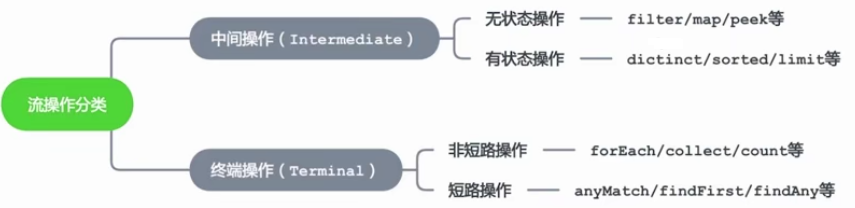 中间操作（Intermediate）
无状态操作
filter/map/peek等
有状态操作
dictinct/sorted/limit等
流操作分类
终端操作（Terminal）
非短路操作
forEach/collect/count等
短路操作
anyMatch/findFirst/findAny等